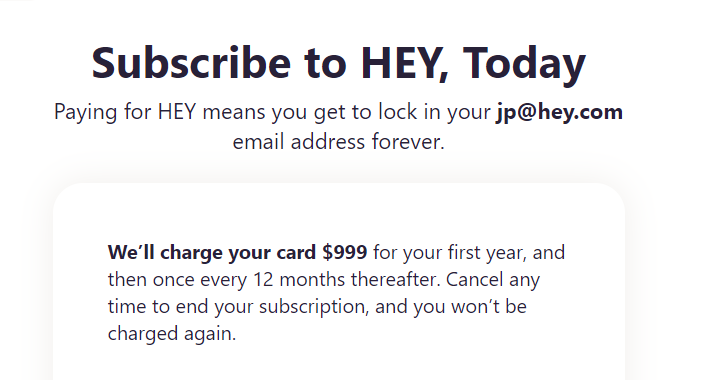 Subscribe to HEY, Today
Paying for HEY means you get to lock in your jp@hey.com
email address forever.
We’ll charge your card $999 for your first year, and
then once every 12 months thereafter. Cancel any
time to end your subscription, and you won’t be
charged again.